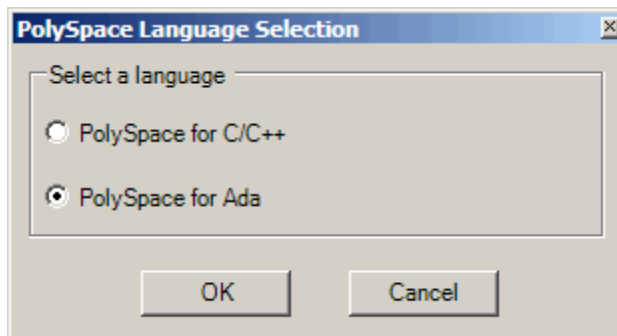 PolySpace Language Selection
Select a language
PolySpace for C/C++
PolySpace for Ada
OK
Cancel